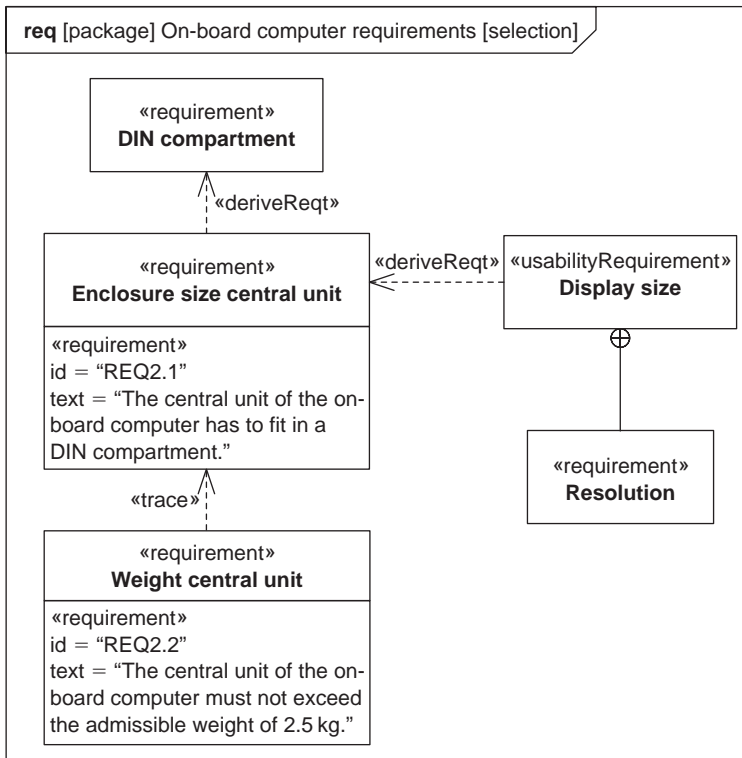 req [package] On-board computer requirements [selection]
«requirement»
DIN compartment
«deriveReqt»
«requirement»
Enclosure size central unit
«requirement»
id = “REQ2.1”
text = “The central unit of the on-
board computer has to fit in a
DIN compartment.”
«deriveReqt»
«usabilityRequirement»
Display size
«requirement»
Resolution
«trace»
«requirement»
Weight central unit
«requirement»
id = “REQ2.2”
text = “The central unit of the on-
board computer must not exceed
the admissible weight of 2.5 kg.”